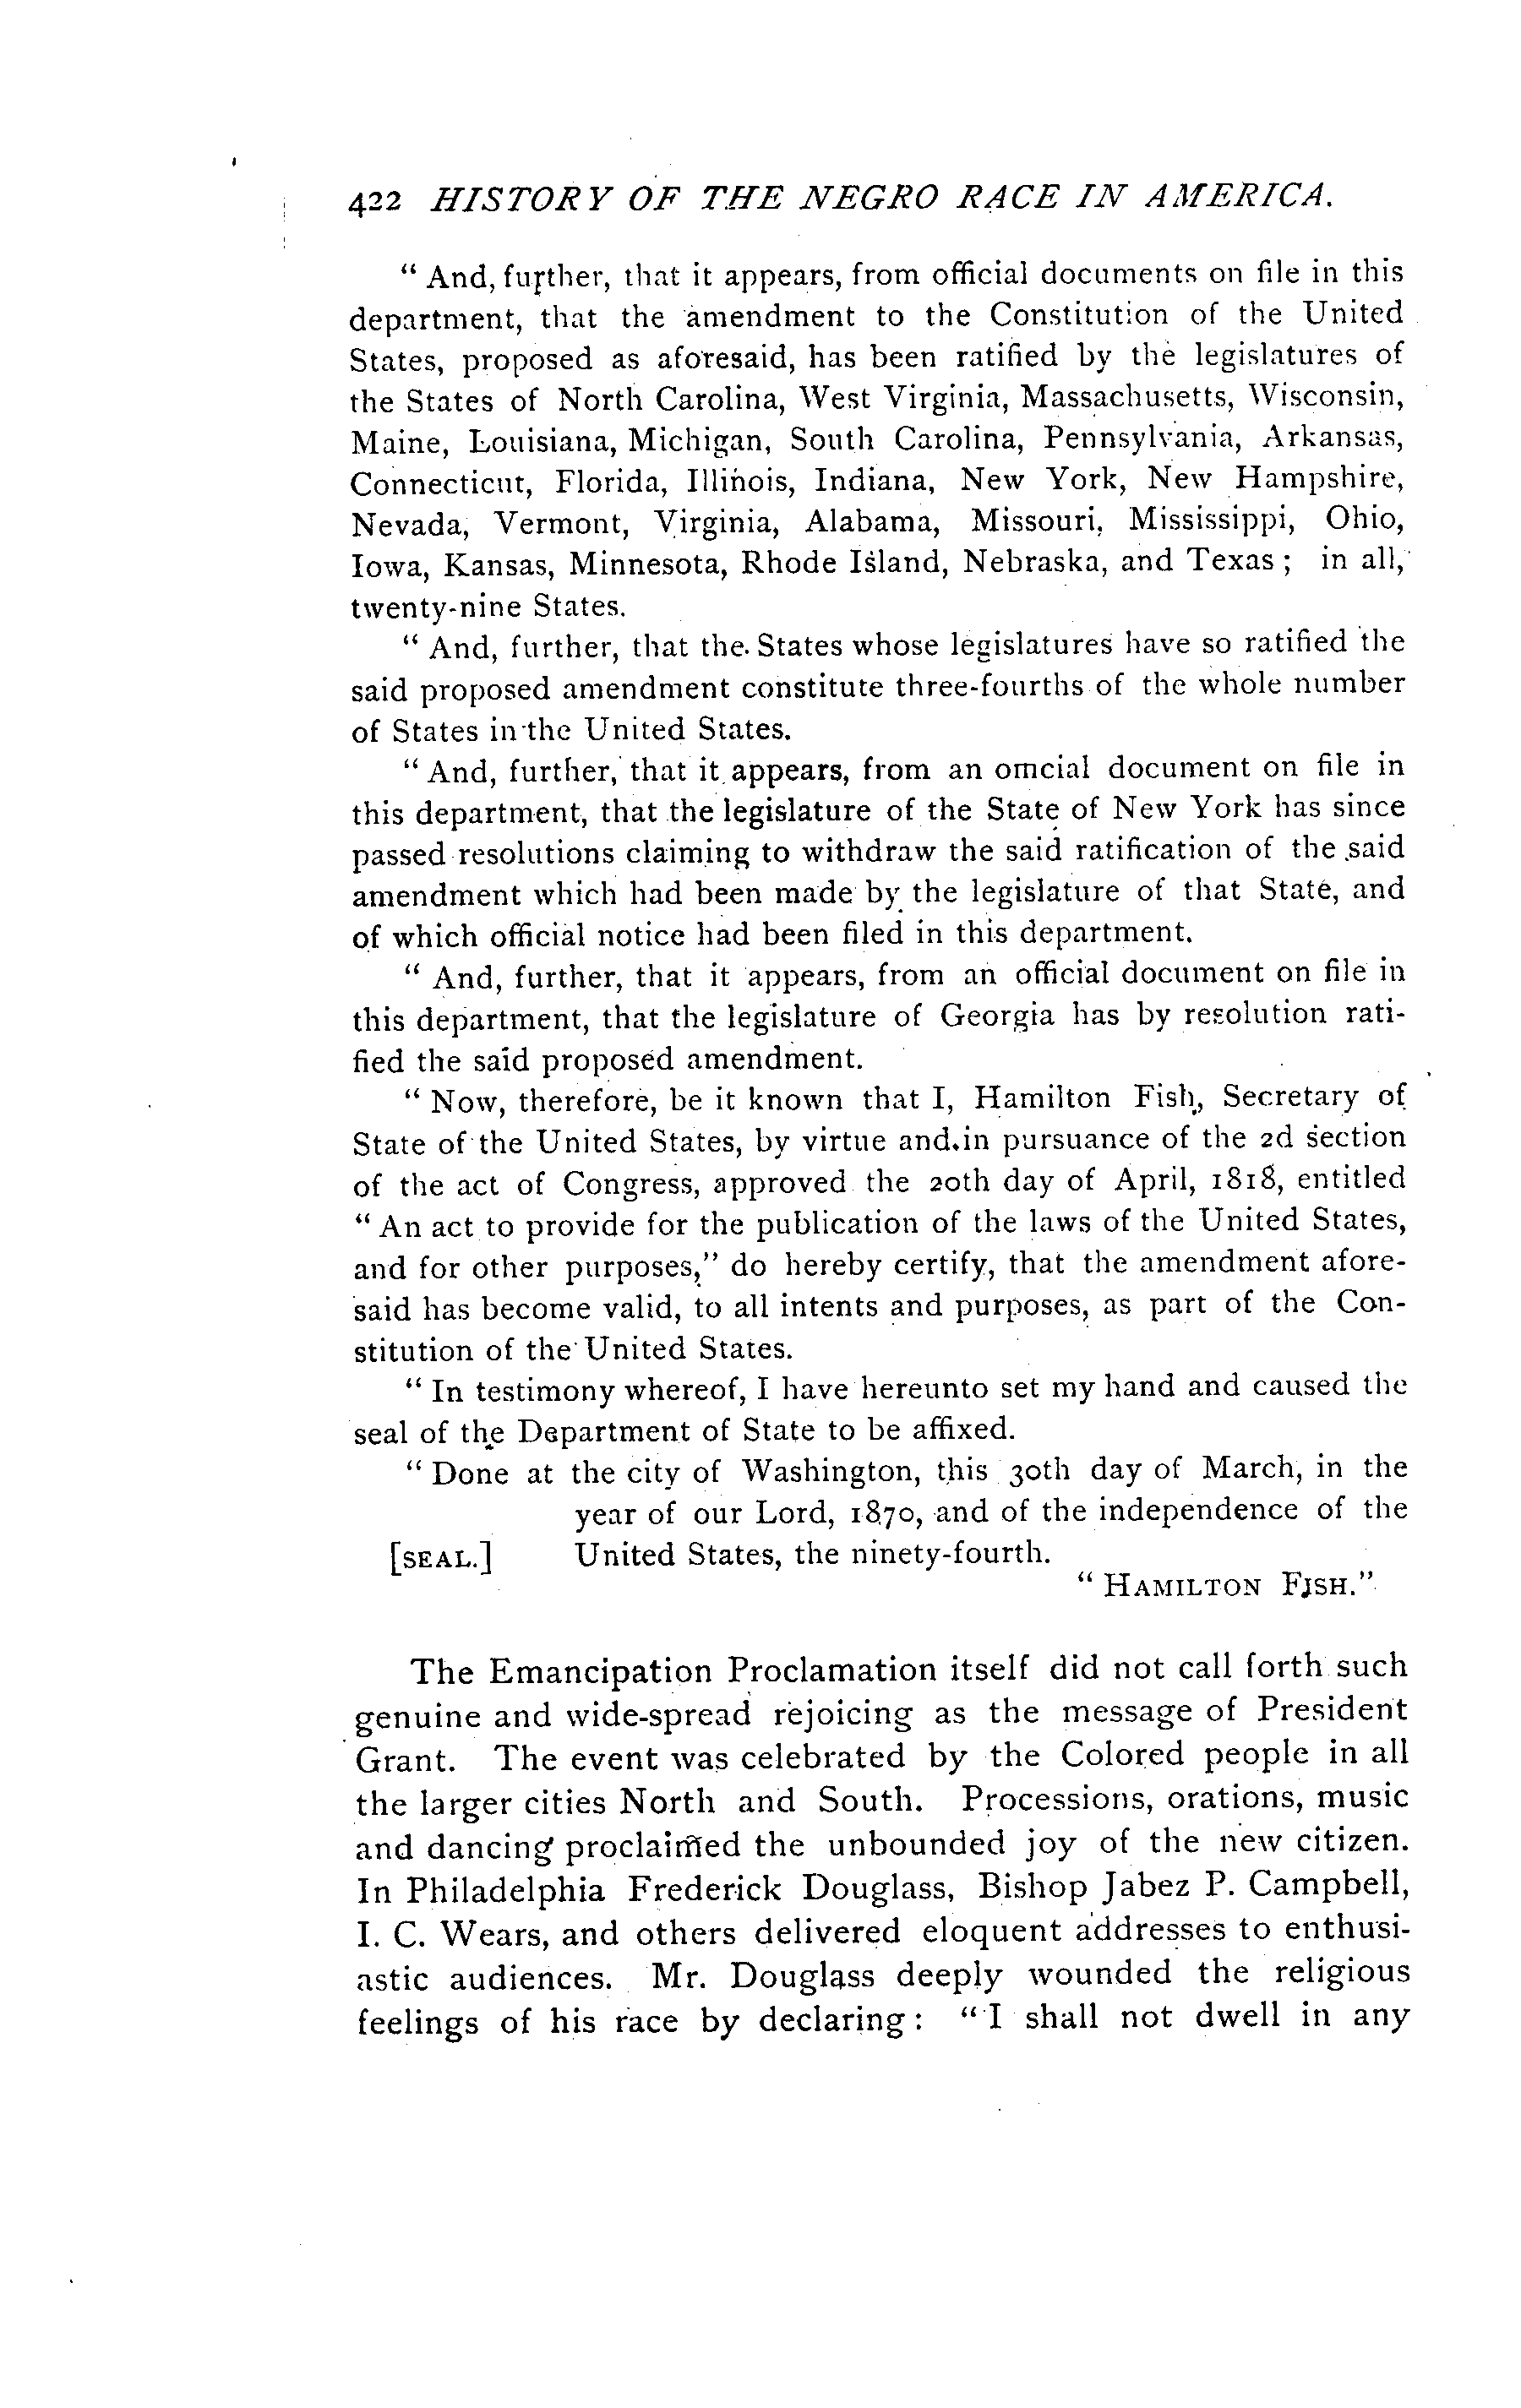 422 HISTORY OF THE NEGRO RACE IN AMERICA.
" And, further, that it appears, from official documents on file in this
department, that the amendment to the Constitution of the United
States, proposed as aforesaid, has been ratified by the legislatures of
the States of North Carolina, West Virginia, Massachusetts, Wisconsin,
Maine, Louisiana, Michigan, South Carolina, Pennsylvania, Arkansas,
Connecticut, Florida, Illinois, Indiana, New York, New Hampshire,
Nevada, Vermont, Virginia, Alabama, Missouri, Mississippi, Ohio,
Iowa, Kansas, Minnesota, Rhode Island, Nebraska, and Texas ; in all,
twenty-nine States.
" And, further, that the States whose legislatures have so ratified the
said proposed amendment constitute three-fourths of the whole number
of States in the United States.
" And, further, that it appears, from an omcial document on file in
this department, that the legislature of the State of New York has since
passed resolutions claiming to withdraw the said ratification of the said
amendment which had been made by the legislature of that State, and
of which official notice had been filed in this department.
" And, further, that it appears, from an official document on file in
this department, that the legislature of Georgia has by resolution rati-
fied the said proposed amendment.
" Now, therefore, be it known that I, Hamilton Fish, Secretary of
State of the United States, by virtue and in pursuance of the 2d section
of the act of Congress, approved the 20th day of April, 1818, entitled
" An act to provide for the publication of the laws of the United States,
and for other purposes," do hereby certify, that the amendment afore-
said has become valid, to all intents and purposes, as part of the Con-
stitution of the United States.
" In testimony whereof, I have hereunto set my hand and caused the
seal of the Department of State to be affixed.
" Done at the city of Washington, this 30th day of March, in the
year of our Lord, 1870, and of the independence of the
[SEAL.] United States, the ninety-fourth.
" HAMILTON FISH."
The Emancipation Proclamation itself did not call forth such
genuine and wide-spread rejoicing as the message of President
Grant. The event was celebrated by the Colored people in all
the larger cities North and South. Processions, orations, music
and dancing proclaimed the unbounded joy of the new citizen.
In Philadelphia Frederick Douglass, Bishop Jabez P. Campbell,
I. C. Wears, and others delivered eloquent addresses to enthusi-
astic audiences. Mr. Douglass deeply wounded the religious
feelings of his race by declaring : " I shall not dwell in any